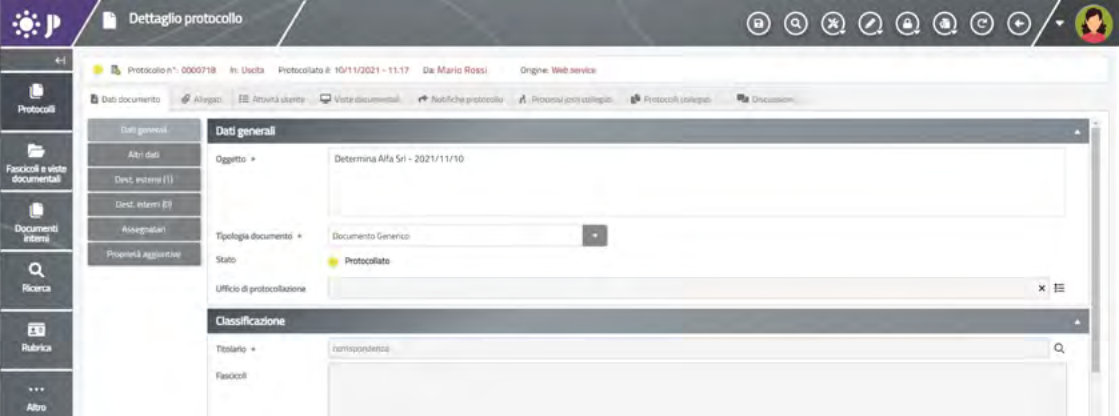 Dettaglio protocollo
Protocollo n°: 0000718 In: Uscita Protocollato il: 10/11/2021 - 11.17 Da: Mario Rossi Origine: Web service
Protocolli
Fascicoli e viste documentali
Documenti interni
Ricerca
Rubrica
Altro
Dati documento Allegati Attività utente Viste documentali Notifiche protocollo Protocolli collegati Discussioni
Dati generali
Altri dati
Dest. esterni (1)
Dest. interni (0)
Assegnatari
Proprietà aggiuntive
Dati generali
Oggetto *
Determina Alfa Srl - 2021/11/10
Tipologia documento *
Documento Generico
Stato
Protocollato
Ufficio di protocollazione
Classificazione
Titolario *
corrispondenza
Fascicoli